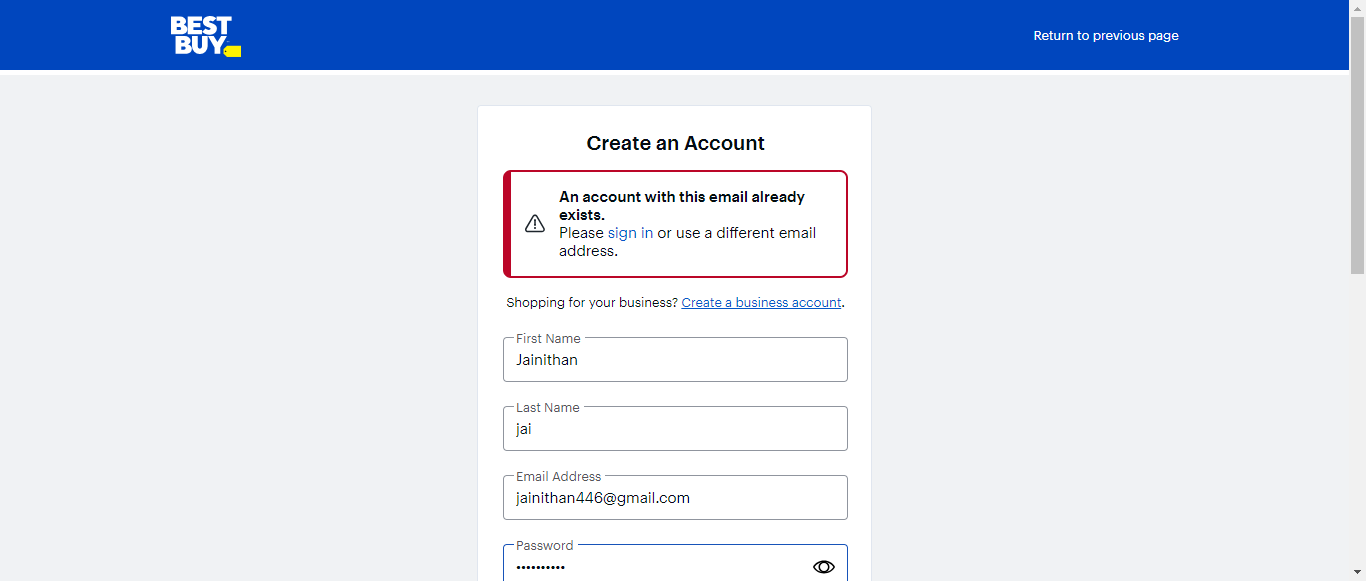 BEST
BUY
Return to previous page
Create an Account
An account with this email already
exists.
Please sign in or use a different email
address.
Shopping for your business? Create a business account.
First Name
Jainithan
Last Name
jai
Email Address
jainithan446@gmail.com
Password
••••••••••